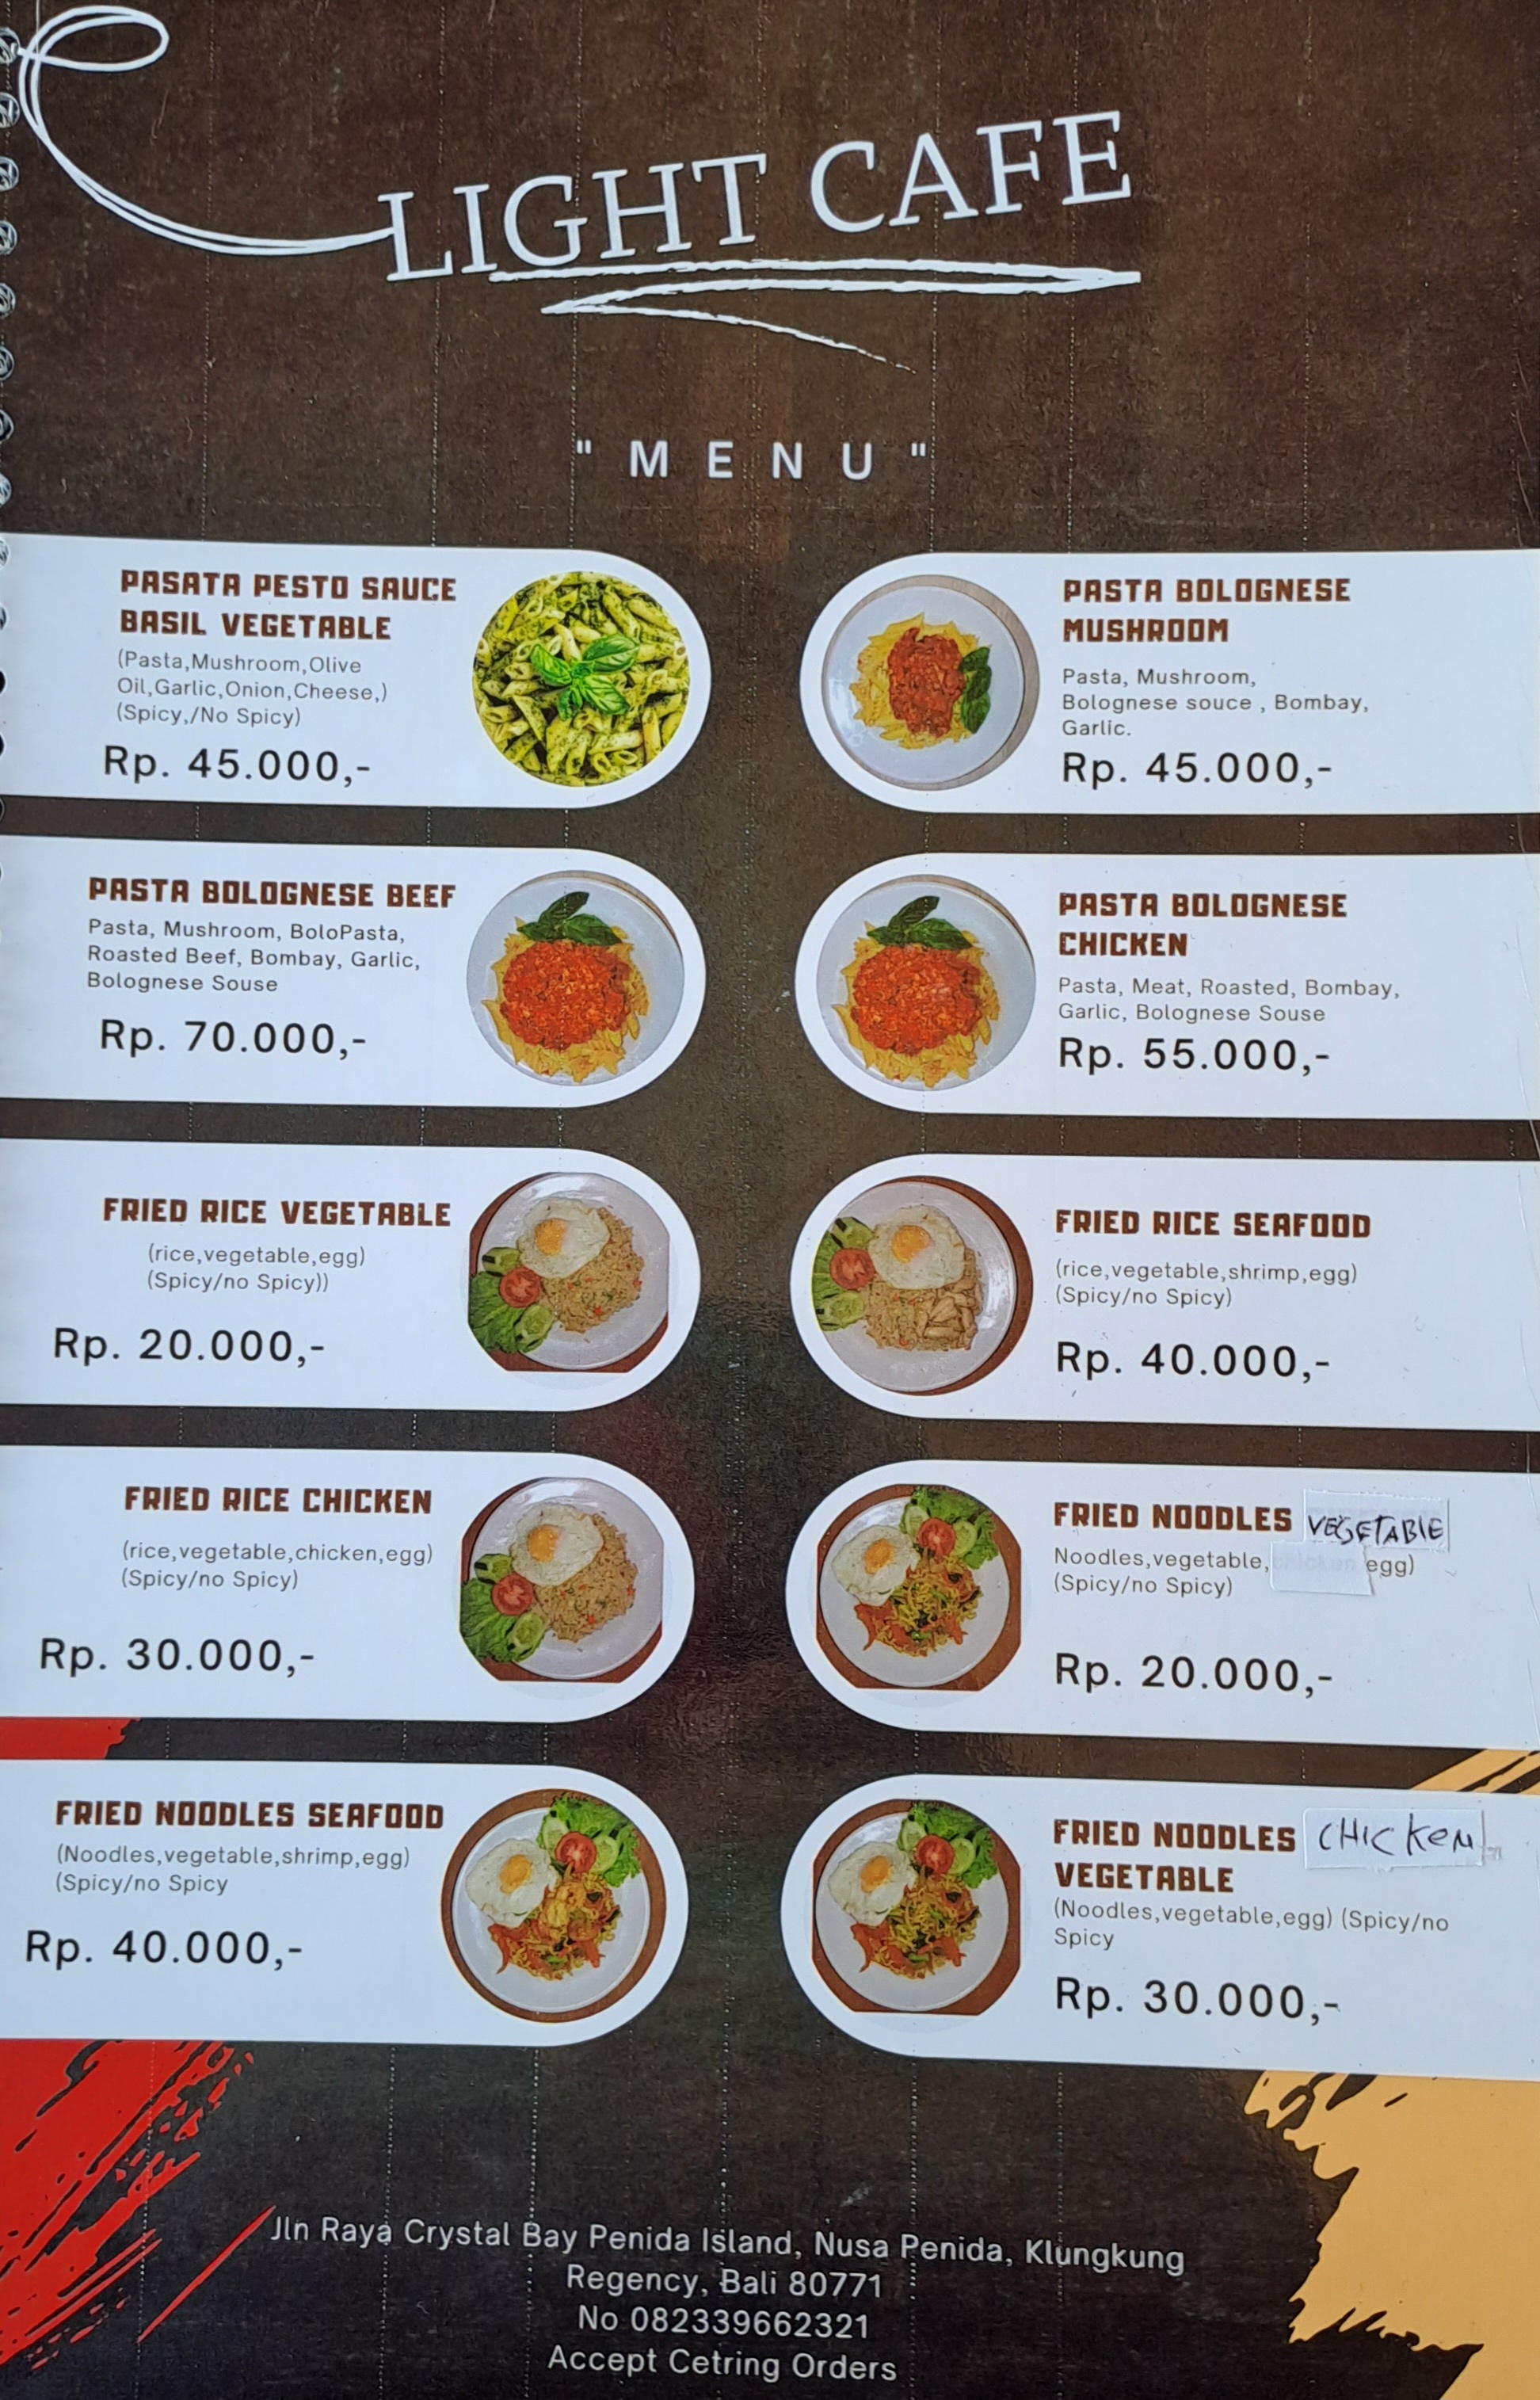 LIGHT CAFE
" M E N U "
PASATA PESTO SAUCE
BASIL VEGETABLE
(Pasta,Mushroom,Olive
Oil,Garlic,Onion,Cheese,)
(Spicy,/No Spicy)
Rp. 45.000,-
PASTA BOLOGNESE
MUSHROOM
Pasta, Mushroom,
Bolognese souce , Bombay,
Garlic.
Rp. 45.000,-
PASTA BOLOGNESE BEEF
Pasta, Mushroom, BoloPasta,
Roasted Beef, Bombay, Garlic,
Bolognese Souse
Rp. 70.000,-
PASTA BOLOGNESE
CHICKEN
Pasta, Meat, Roasted, Bombay,
Garlic, Bolognese Souse
Rp. 55.000,-
FRIED RICE VEGETABLE
(rice,vegetable,egg)
(Spicy/no Spicy))
Rp. 20.000,-
FRIED RICE SEAFOOD
(rice,vegetable,shrimp,egg)
(Spicy/no Spicy)
Rp. 40.000,-
FRIED RICE CHICKEN
(rice,vegetable,chicken,egg)
(Spicy/no Spicy)
Rp. 30.000,-
FRIED NOODLES VEGETABLE
Noodles,vegetable,chicken egg)
(Spicy/no Spicy)
Rp. 20.000,-
FRIED NOODLES SEAFOOD
(Noodles,vegetable,shrimp,egg)
(Spicy/no Spicy
Rp. 40.000,-
FRIED NOODLES CHICKEN
VEGETABLE
(Noodles,vegetable,egg) (Spicy/no
Spicy
Rp. 30.000,-
Jln Raya Crystal Bay Penida Island, Nusa Penida, Klungkung
Regency, Bali 80771
No 082339662321
Accept Cetring Orders